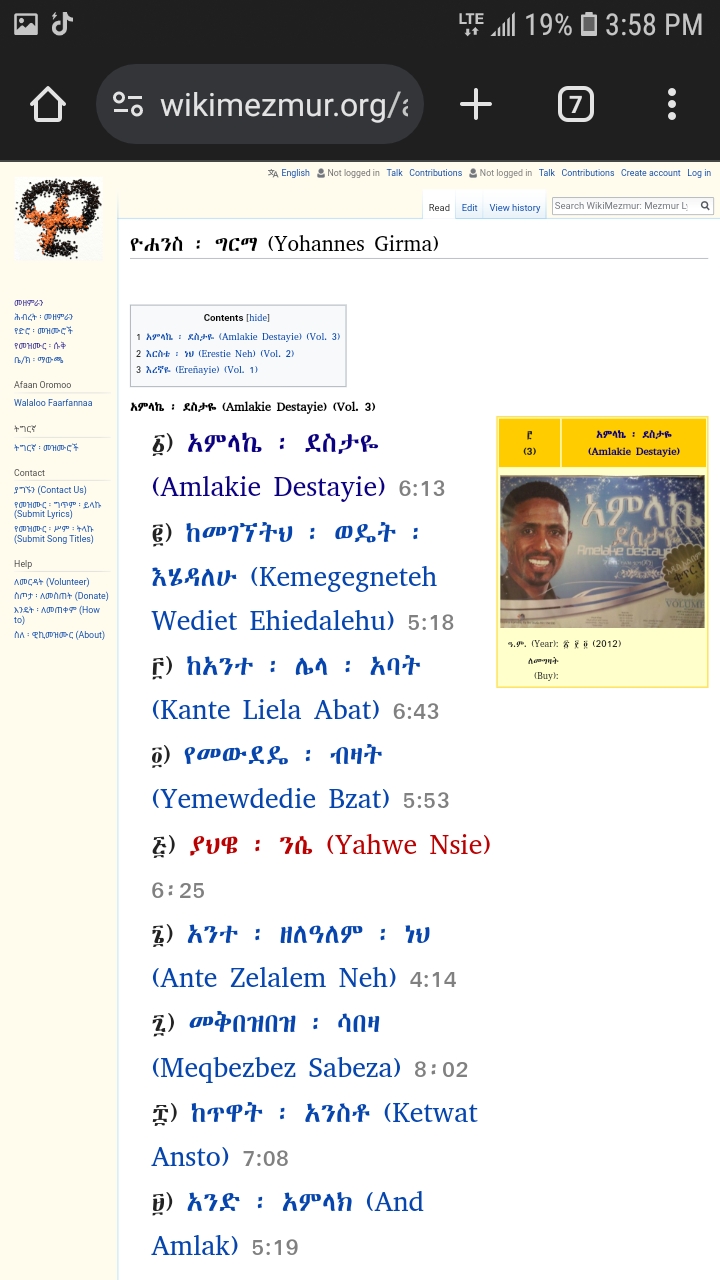 LTE 19% 3:58 PM
wikimezmur.org/a
7
English Not logged in Talk Contributions Not logged in Talk Contributions Create account Log in
Read Edit View history Search WikiMezmur: Mezmur Ly
ዮሐንስ ፡ ግርማ (Yohannes Girma)
መዘምራን
ሕብረት ፡ መዘምራን
የድሮ ፡ መዝሙሮች
የመዝሙር ፡ ሱቅ
ቤ/ክ ፡ ማውጫ
Afaan Oromoo
Walaloo Faarfannaa
ትግርኛ
ትግርኛ ፡ መዝሙሮች
Contact
ያግኙን (Contact Us)
የመዝሙር ፡ ግጥም ፡ ይላኩ
(Submit Lyrics)
የመዝሙር ፡ ሥም ፡ ትላኩ
(Submit Song Titles)
Help
ለመርዳት (Volunteer)
ስጦታ ፡ ለመስጠት (Donate)
እንዴት ፡ ለመጠቀም (How
to)
ስለ ፡ ዊኪመዝሙር (About)
Contents [hide]
1 አምላኬ ፡ ደስታዬ (Amlakie Destayie) (Vol. 3)
2 እርስቴ ፡ ነህ (Erestie Neh) (Vol. 2)
3 እረኛዬ (Ereñayie) (Vol. 1)
አምላኬ ፡ ደስታዬ (Amlakie Destayie) (Vol. 3)
፩) አምላኬ ፡ ደስታዬ
(Amlakie Destayie) 6:13
፪) ከመገኘትህ ፡ ወዴት ፡
እሄዳለሁ (Kemegegneteh
Wediet Ehiedalehu) 5:18
፫) ከአንተ ፡ ሌላ ፡ አባት
(Kante Liela Abat) 6:43
፬) የመውደዴ ፡ ብዛት
(Yemewdedie Bzat) 5:53
፭) ያህዌ ፡ ንሴ (Yahwe Nsie)
6:25
፮) አንተ ፡ ዘለዓለም ፡ ነህ
(Ante Zelalem Neh) 4:14
፯) መቅበዝበዝ ፡ ሳበዛ
(Meqbezbez Sabeza) 8:02
፰) ከጥዋት ፡ አንስቶ (Ketwat
Ansto) 7:08
፱) አንድ ፡ አምላክ (And
Amlak) 5:19
፫
(3)
አምላኬ ፡ ደስታዬ
(Amlakie Destayie)
አምላኬ
ደስታዬ
Amelake destaye
VOLUME
ዓ.ም. (Year): ፳ ፻ ፬ (2012)
ለመግዛት
(Buy):